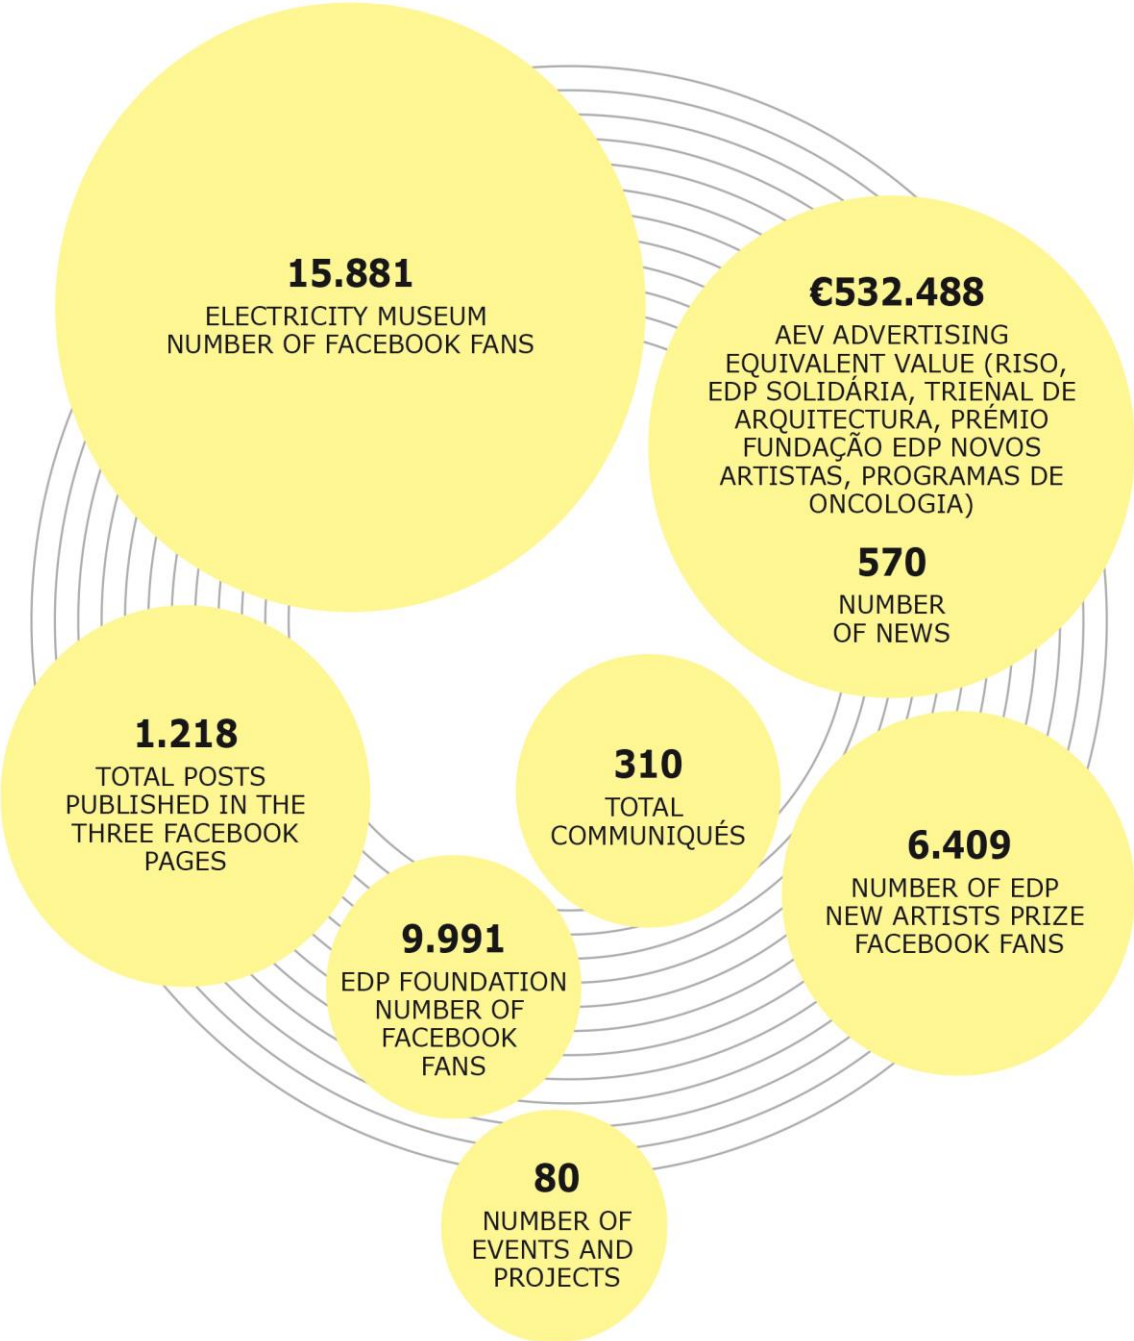 15.881
ELECTRICITY MUSEUM
NUMBER OF FACEBOOK FANS
€532.488
AEV ADVERTISING
EQUIVALENT VALUE (RISO,
EDP SOLIDÁRIA, TRIENAL DE
ARQUITECTURA, PRÉMIO
FUNDAÇÃO EDP NOVOS
ARTISTAS, PROGRAMAS DE
ONCOLOGIA)
570
NUMBER
OF NEWS
1.218
TOTAL POSTS
PUBLISHED IN THE
THREE FACEBOOK
PAGES
310
TOTAL
COMMUNIQUÉS
6.409
NUMBER OF EDP
NEW ARTISTS PRIZE
FACEBOOK FANS
9.991
EDP FOUNDATION
NUMBER OF
FACEBOOK
FANS
80
NUMBER OF
EVENTS AND
PROJECTS